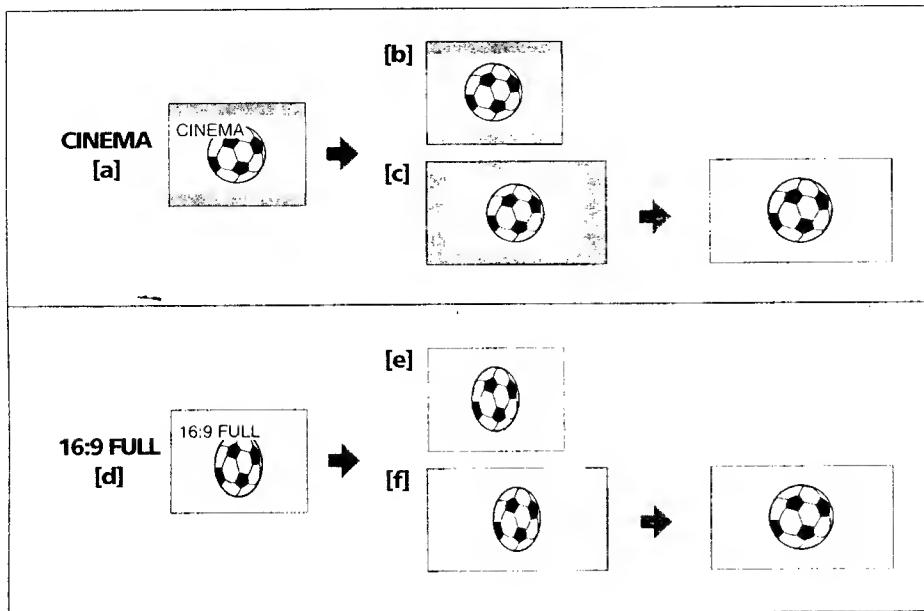 [b]
CINEMA
[a]
CINEMA
[c]
[e]
16:9 FULL
[d]
16:9 FULL
[f]